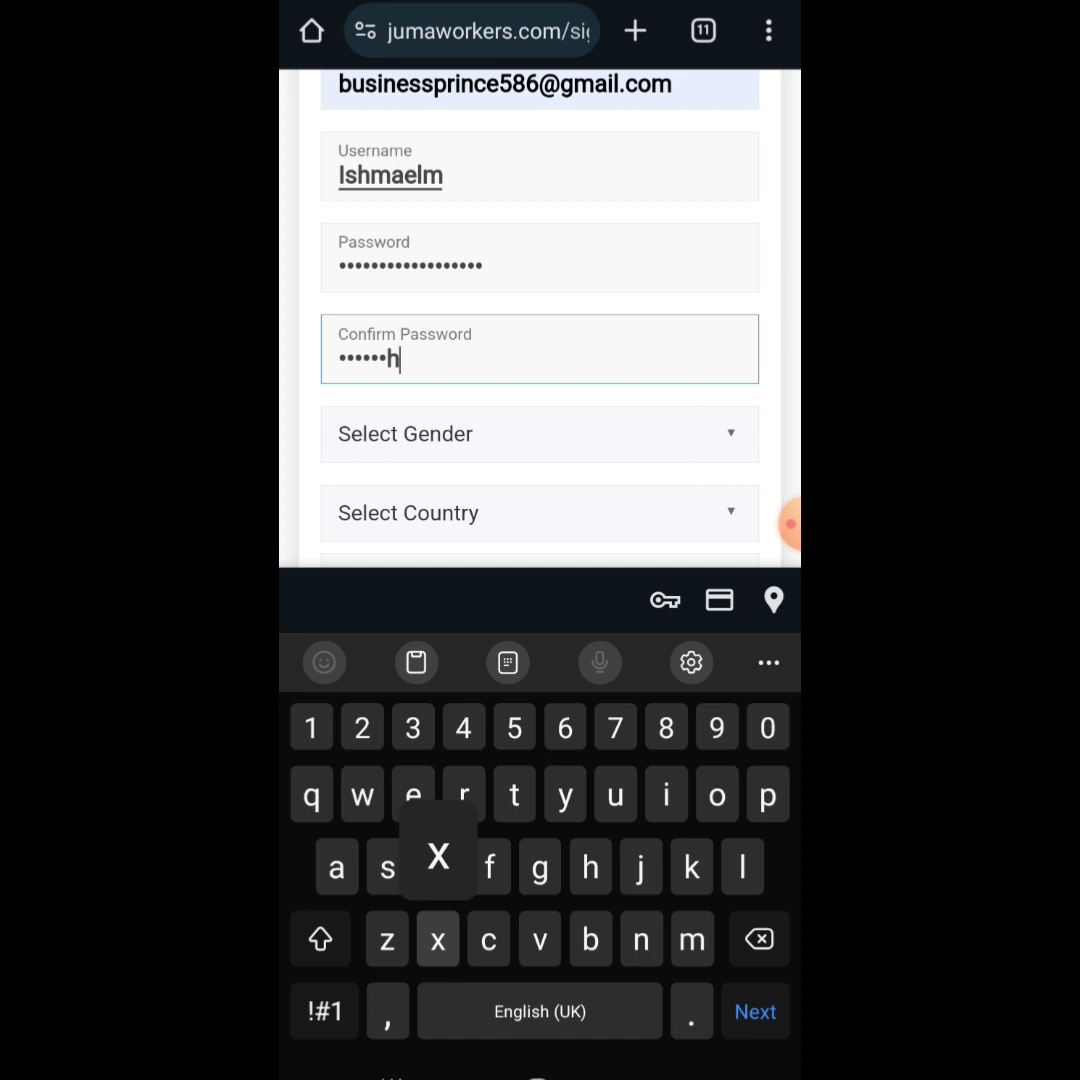 jumaworkers.com/si
11
businessprince586@gmail.com
Username
Ishmaelm
Password
••••••••••••••••••
Confirm Password
••••••h
Select Gender
Select Country
1 2 3 4 5 6 7 8 9 0
q w e r t y u i o p
a s x f g h j k l
z x c v b n m
!#1 , English (UK) . Next